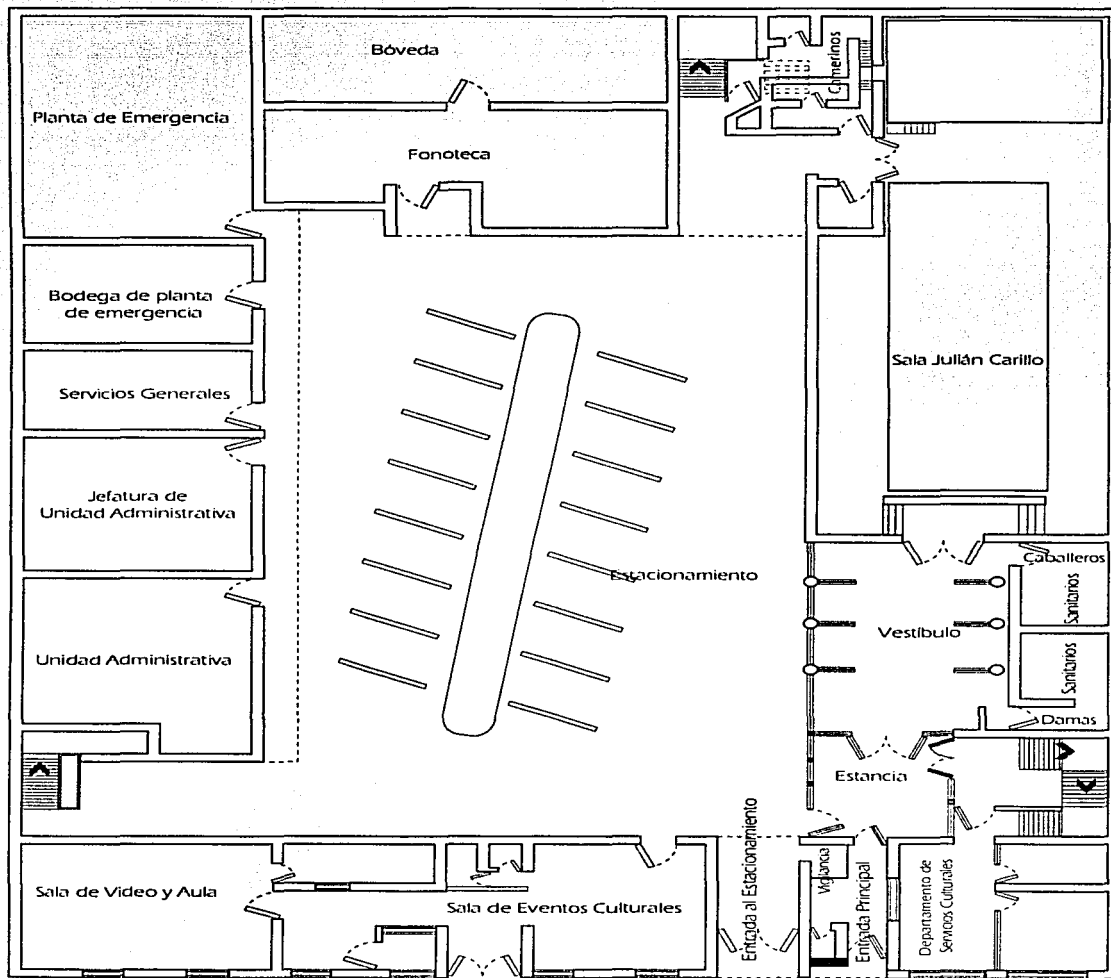 Bóveda
Camerinos
Planta de Emergencia
Fonoteca
Bodega de planta
de emergencia
Sala Julián Carillo
Servicios Generales
Jefatura de
Unidad Administrativa
Caballeros
Estacionamiento
Sanitarios
Vestíbulo
Unidad Administrativa
Sanitarios
Damas
Estancia
Entrada al Estacionamiento
Vigilancia
Entrada Principal
Departamento de
Servicios Culturales
Sala de Video y Aula
Sala de Eventos Culturales